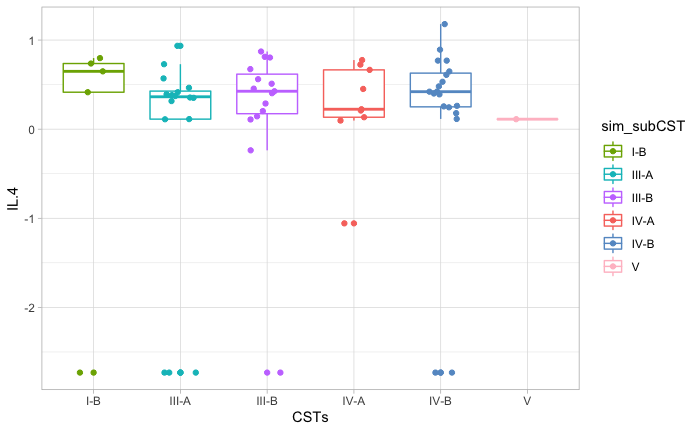 1
0
-1
-2
IL.4
I-B
III-A
III-B
IV-A
IV-B
V
CSTs
sim_subCST
I-B
III-A
III-B
IV-A
IV-B
V